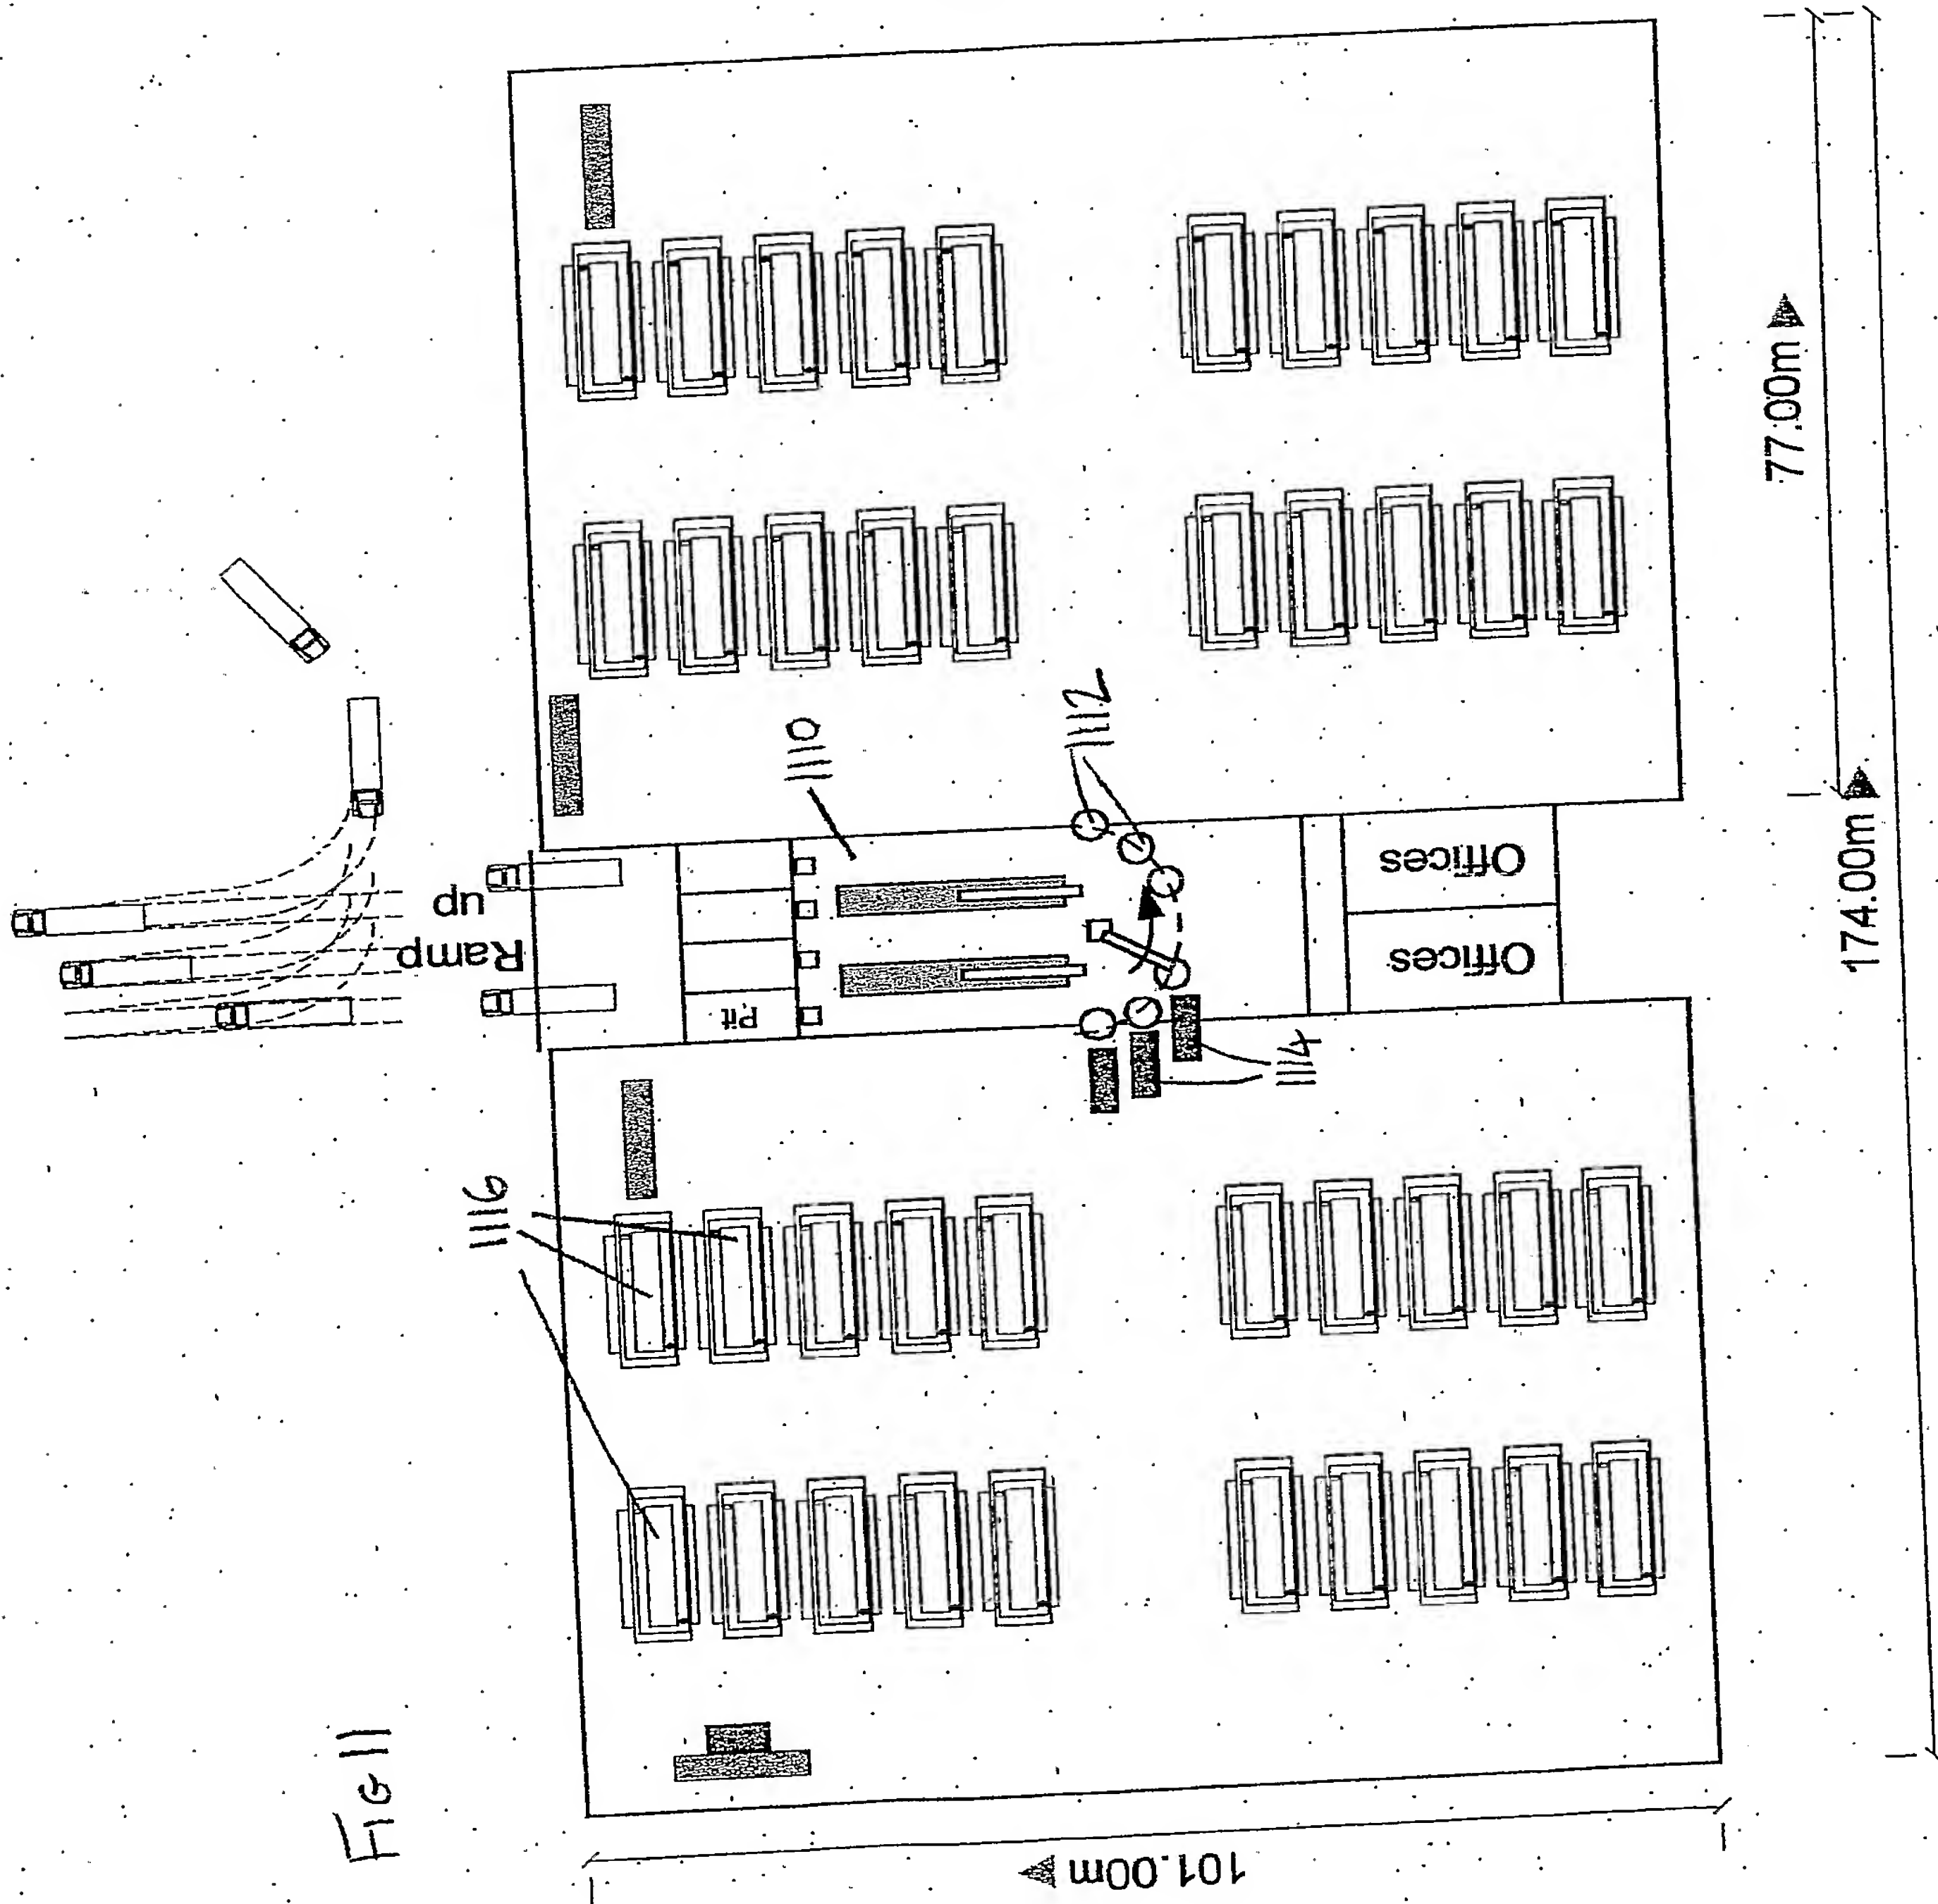 FIG 11
Ramp
up
Pit
1110
1112
1114
1116
Offices
Offices
77.00m
174.00m
101.00m